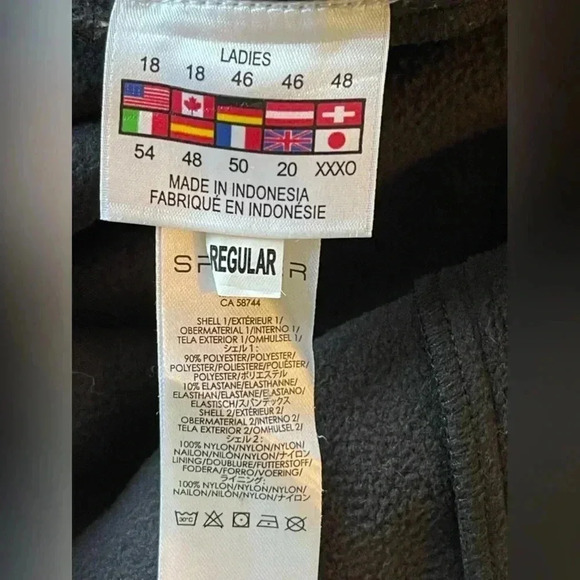 LADIES
18 18 46 46 48
54 48 50 20 XXXO
MADE IN INDONESIA
FABRIQUÉ EN INDONÉSIE
REGULAR
CA 58744
SHELL 1/EXTÉRIEUR 1/
OBERMATERIAL 1/INTERNO 1/
TELA EXTERIOR 1/OMHULSEL 1/
シェル 1 :
90% POLYESTER/POLYESTER/
POLYESTER/POLIESTERE/POLIÉSTER/
POLYESTER/ポリエステル
10% ELASTANE/ÉLASTHANNE/
ELASTHAN/ELASTANE/ELASTANO/
ELASTISCH/スパンデックス
SHELL 2/EXTÉRIEUR 2/
OBERMATERIAL 2/INTERNO 2/
TELA EXTERIOR 2/OMHULSEL 2/
シェル 2 :
100% NYLON/NYLON/NYLON/
NAILON/NILÓN/NYLON/ナイロン
LINING/DOUBLURE/FUTTERSTOFF/
FODERA/FORRO/VOERING/
ライニング:
100% NYLON/NYLON/NYLON/
NAILON/NILÓN/NYLON/ナイロン
30°C